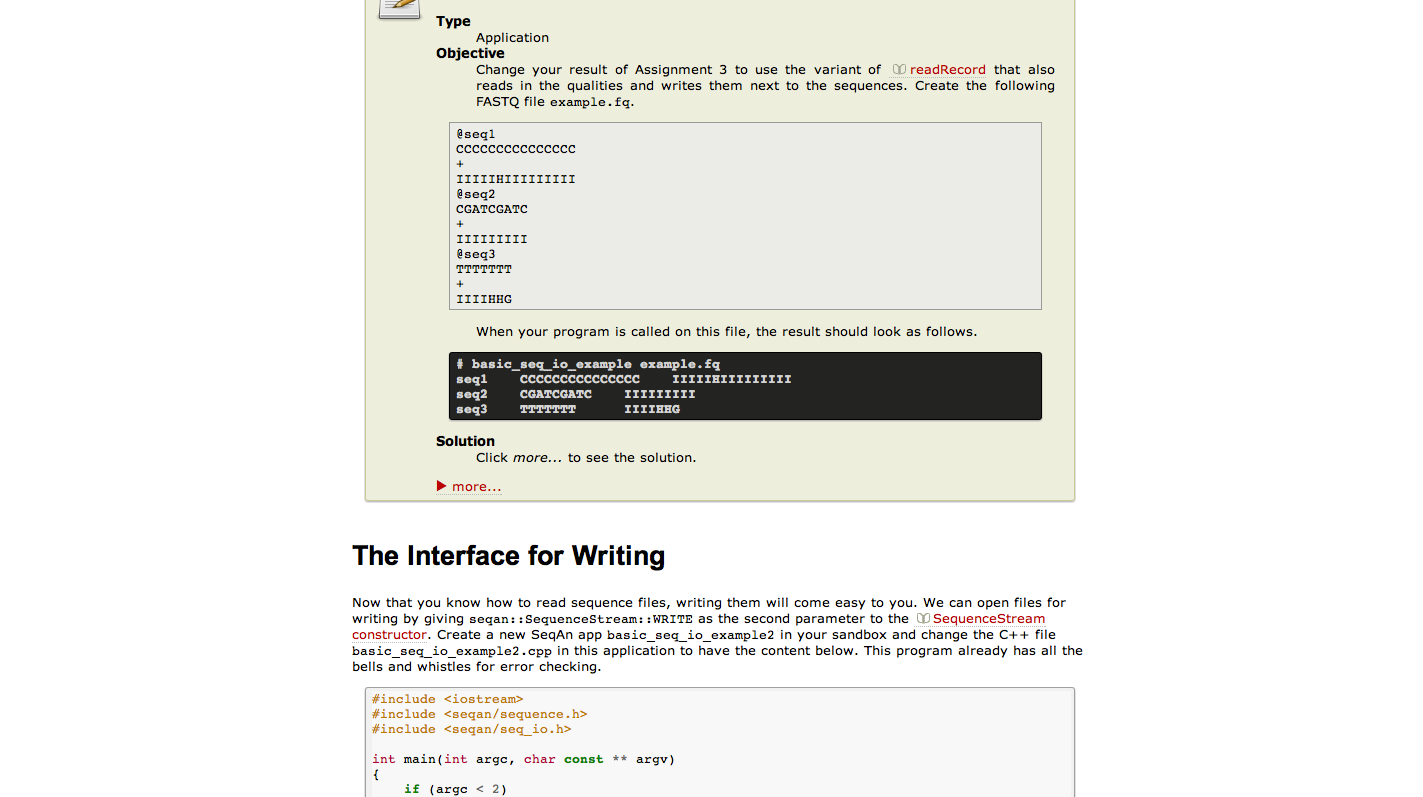 Type
Application
Objective
Change your result of Assignment 3 to use the variant of readRecord that also
reads in the qualities and writes them next to the sequences. Create the following
FASTQ file example.fq.
@seq1
CCCCCCCCCCCCCCC
+
IIIIIHIIIIIIIII
@seq2
CGATCGATC
+
IIIIIIIII
@seq3
TTTTTTT
+
IIIIHHG
When your program is called on this file, the result should look as follows.
# basic_seq_io_example example.fq
seq1    CCCCCCCCCCCCCCC    IIIIIHIIIIIIIII
seq2    CGATCGATC    IIIIIIIII
seq3    TTTTTTT      IIIIHHG
Solution
Click more... to see the solution.
more...
The Interface for Writing
Now that you know how to read sequence files, writing them will come easy to you. We can open files for
writing by giving seqan::SequenceStream::WRITE as the second parameter to the SequenceStream
constructor. Create a new SeqAn app basic_seq_io_example2 in your sandbox and change the C++ file
basic_seq_io_example2.cpp in this application to have the content below. This program already has all the
bells and whistles for error checking.
#include <iostream>
#include <seqan/sequence.h>
#include <seqan/seq_io.h>
int main(int argc, char const ** argv)
{
    if (argc < 2)